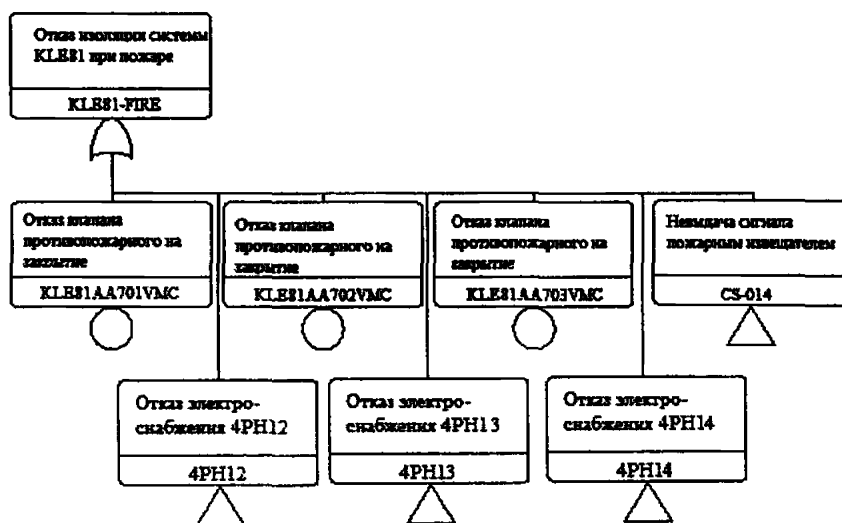 Отказ изоляции системы
KLE81 при пожаре
KLE81-FIRE
Отказ клапана
противопожарного на
закрытие
KLE81AA701VMC
Отказ клапана
противопожарного на
закрытие
KLE81AA702VMC
Отказ клапана
противопожарного на
закрытие
KLE81AA703VMC
Невыдача сигнала
пожарным извещателем
CS-014
Отказ электро-
снабжения 4PH12
4PH12
Отказ электро-
снабжения 4PH13
4PH13
Отказ электро-
снабжения 4PH14
4PH14